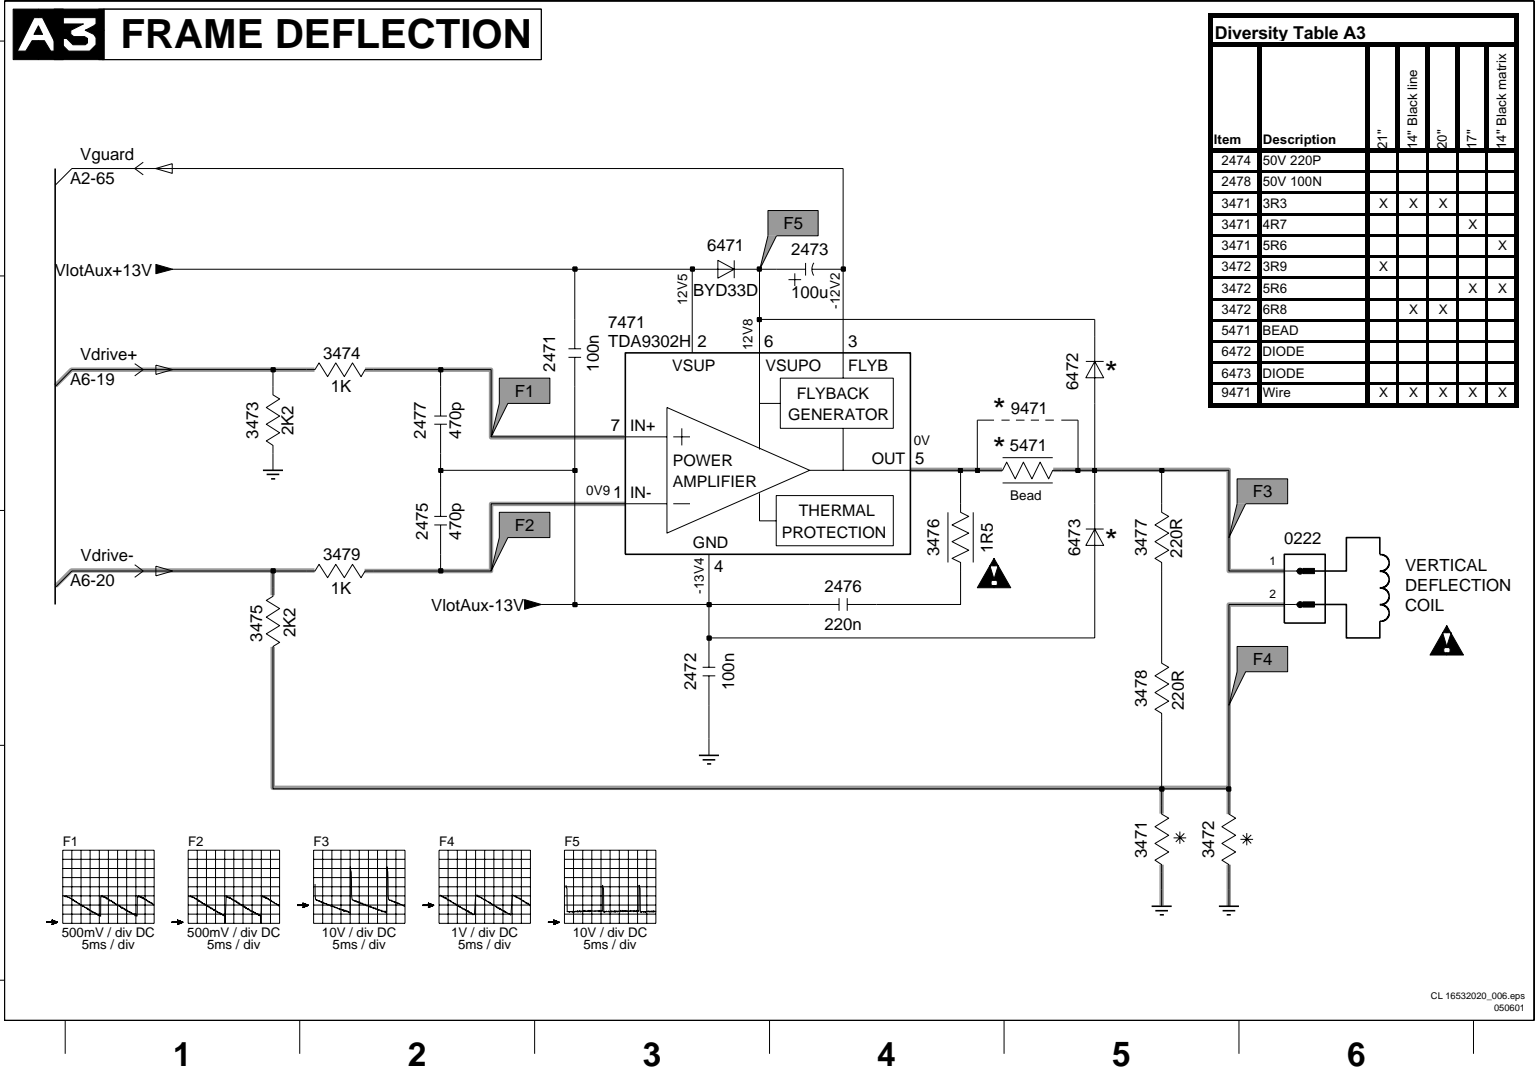 A3 FRAME DEFLECTION
Diversity Table A3
Item Description 21" 14" Black line 20" 17" 14" Black matrix
2474 50V 220P
2478 50V 100N
3471 3R3 X X X
3471 4R7 X
3471 5R6 X
3472 3R9 X
3472 5R6 X X
3472 6R8 X X
5471 BEAD
6472 DIODE
6473 DIODE
9471 Wire X X X X X
Vguard
A2-65
F5
6471
2473
VlotAux+13V
12V5
BYD33D
+
100u
-12V2
7471
TDA9302H
2
12V8
6
3
2471
100n
VSUP
VSUPO
FLYB
6472
*
Vdrive+
A6-19
3474
1K
F1
FLYBACK
GENERATOR
3473
2K2
2477
470p
7 IN+
+
* 9471
0V
OUT 5
* 5471
Bead
POWER
AMPLIFIER
0V9 1 IN-
−
THERMAL
PROTECTION
F3
2475
470p
F2
3476
1R5
6473
*
3477
220R
0222
1
2
VERTICAL
DEFLECTION
COIL
Vdrive-
A6-20
3479
1K
GND
4
-13V4
3475
2K2
VlotAux-13V
2476
220n
F4
2472
100n
3478
220R
3471
*
3472
*
F1
500mV / div DC
5ms / div
F2
500mV / div DC
5ms / div
F3
10V / div DC
5ms / div
F4
1V / div DC
5ms / div
F5
10V / div DC
5ms / div
CL 16532020_006.eps
050601
1 2 3 4 5 6